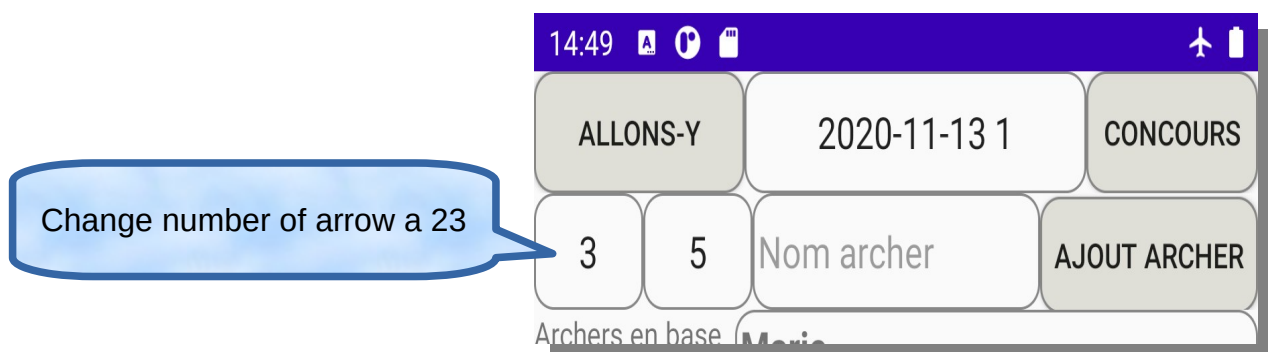 14:49
ALLONS-Y 2020-11-13 1 CONCOURS
Change number of arrow a 23
3 5 Nom archer AJOUT ARCHER
Archers en base Marie